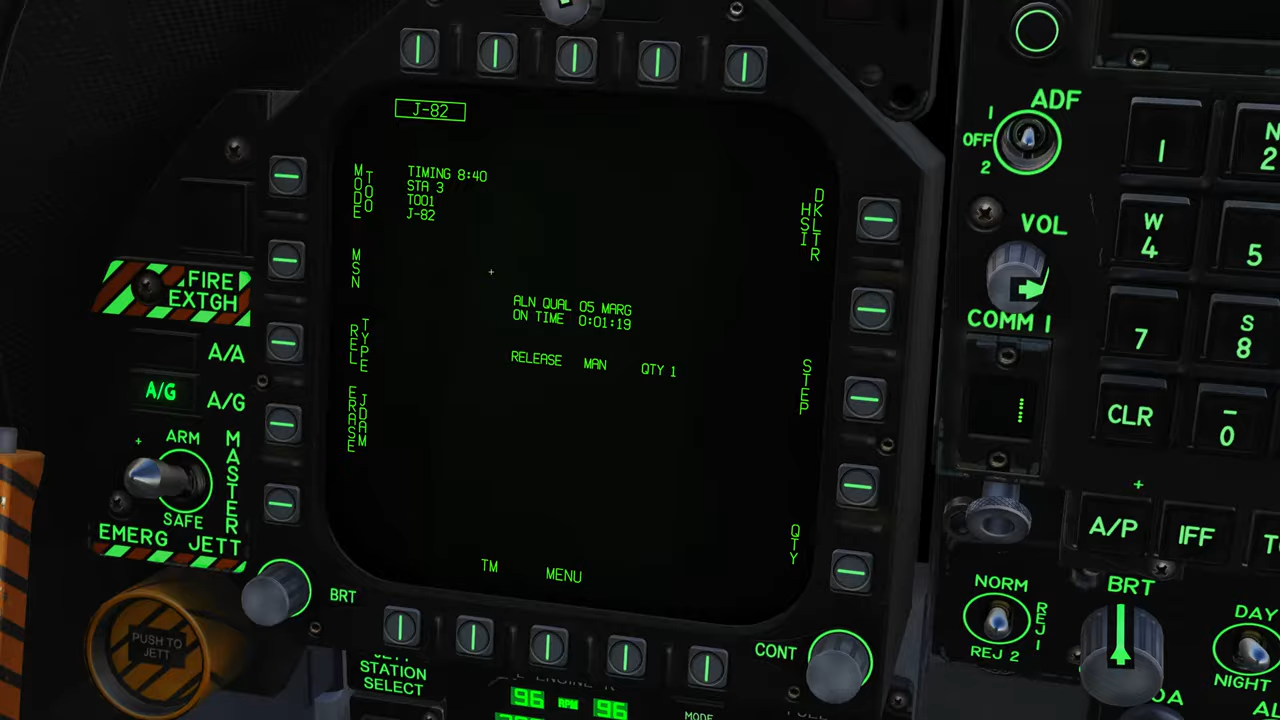 J-82
TIMING 8:40
STA 3
TOO1
J-82
MODE TOO
MSN
REL TYPE
ERASE JDAM
HSI
DKLTR
STEP
QTY
ALN QUAL 05 MARG
ON TIME 0:01:19
RELEASE MAN QTY 1
TM MENU
BRT
CONT
FIRE
EXTGH
A/A
A/G
A/G
ARM
MASTER
SAFE
EMERG JETT
PUSH TO
JETT
STATION
SELECT
L ENGINE R
96 RPM 96
MODE
ADF
1
OFF
2
VOL
COMM 1
1
N
2
W
4
5
7
S
8
CLR
-
0
A/P
IFF
NORM
REJ 1
REJ 2
BRT
DAY
NIGHT